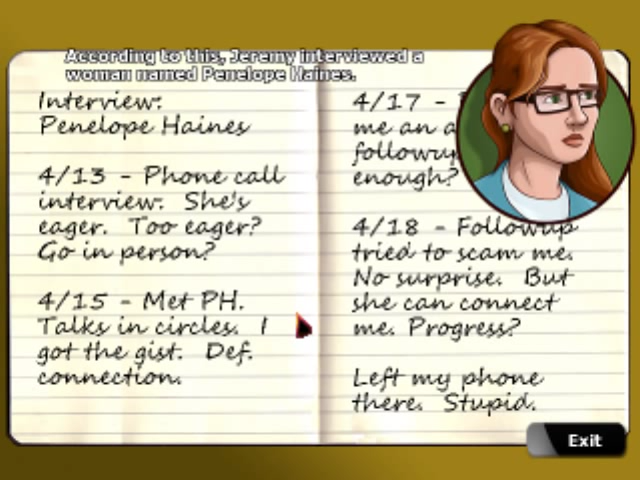 According to this, Jeremy interviewed a
woman named Penelope Haines.
Interview:
Penelope Haines
4/13 - Phone call
interview. She's
eager. Too eager?
Go in person?
4/15 - Met PH.
Talks in circles. I
got the gist. Def.
connection.
4/17 -
me an
followup
enough?
4/18 - Followup
tried to scam me.
No surprise. But
she can connect
me. Progress?
Left my phone
there. Stupid.
Exit